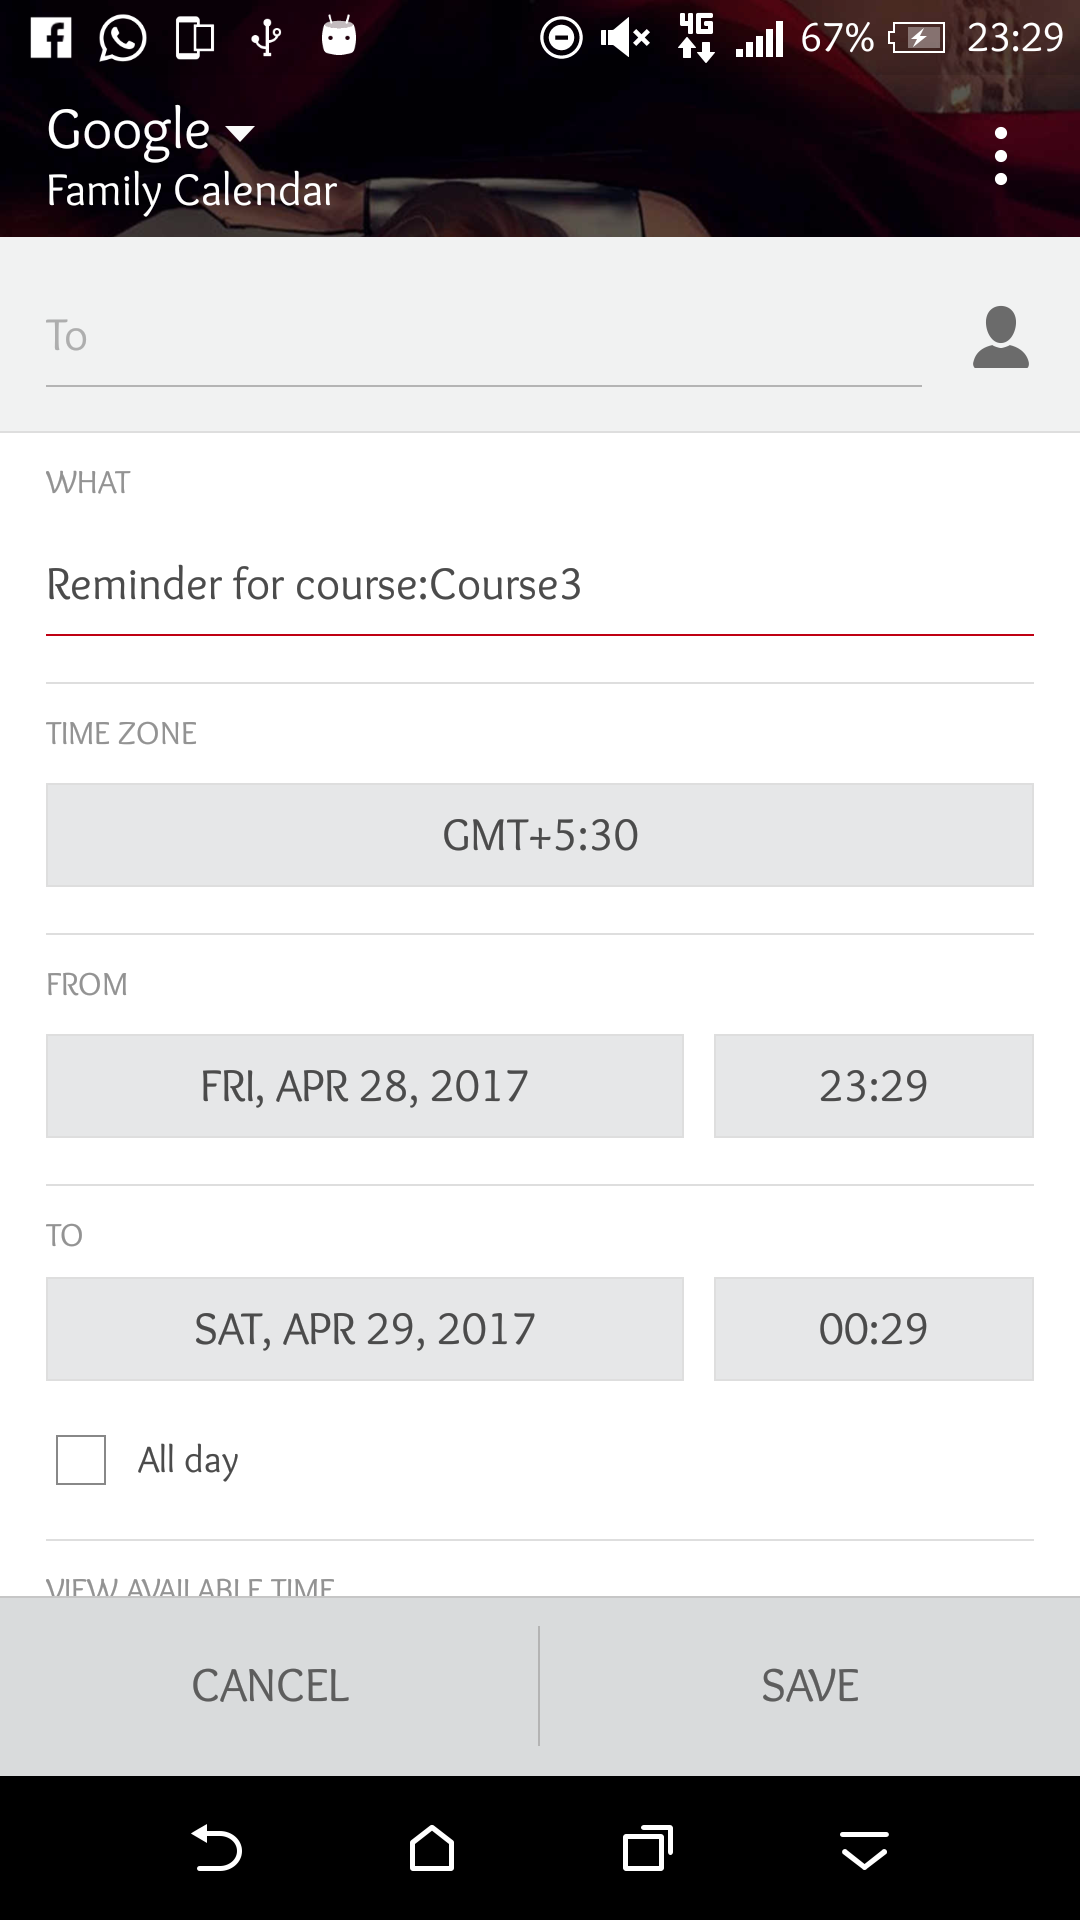 4G 67% 23:29
Google
Family Calendar
To
WHAT
Reminder for course:Course3
TIME ZONE
GMT+5:30
FROM
FRI, APR 28, 2017 23:29
TO
SAT, APR 29, 2017 00:29
All day
VIEW AVAILABLE TIME
CANCEL SAVE